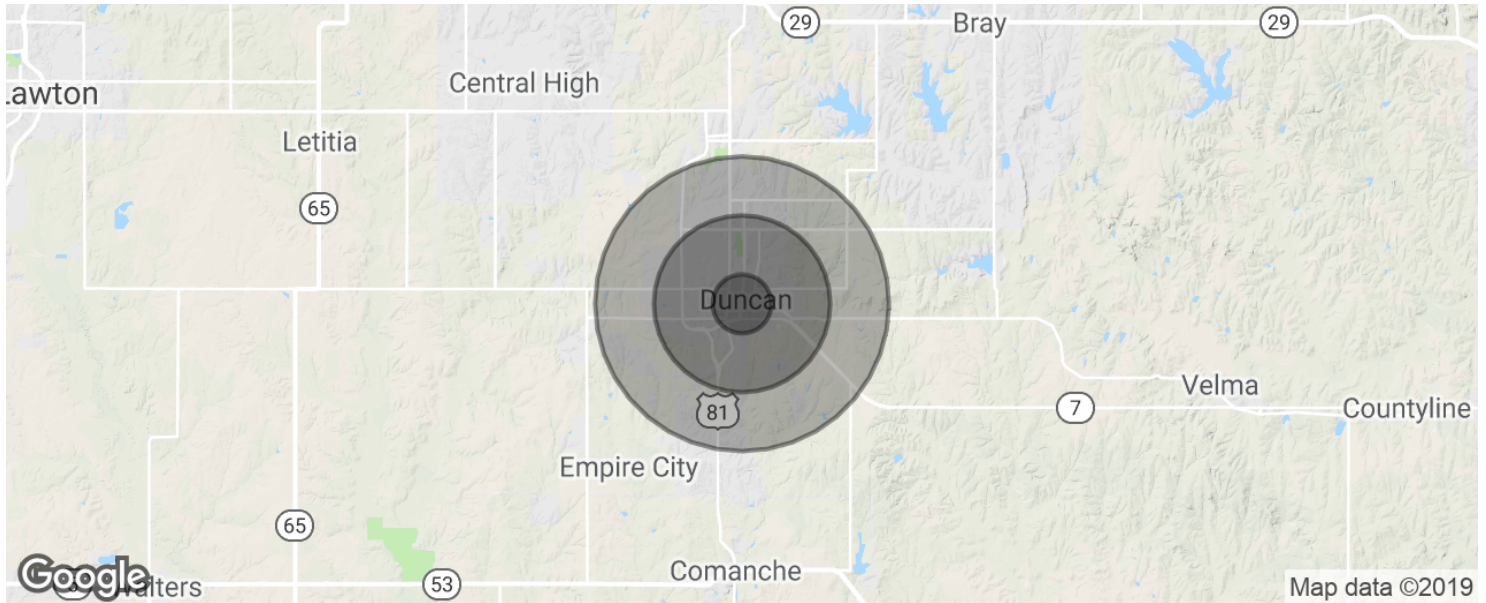 29
Bray
29
Central High
Lawton
Letitia
65
Duncan
Velma
81
7
Countyline
Empire City
65
Comanche
Google
53
Map data ©2019